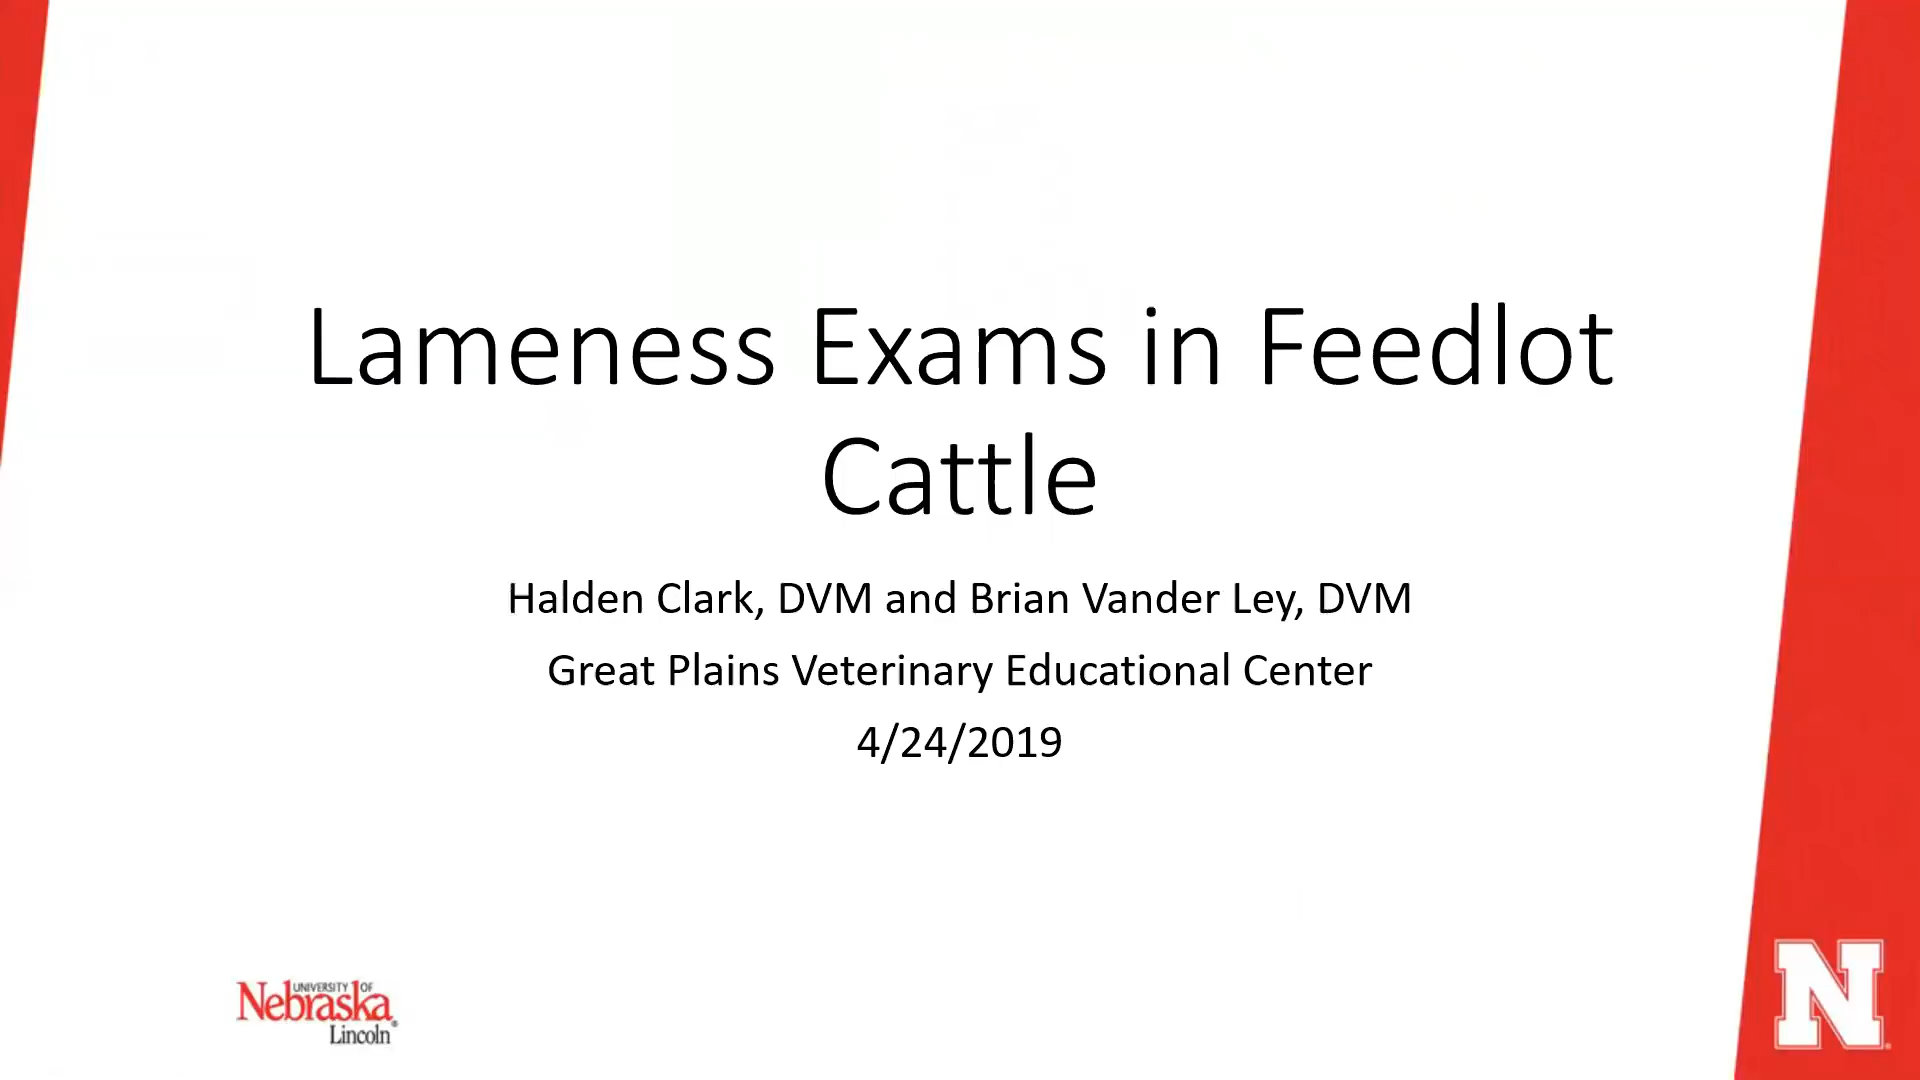 Lameness Exams in Feedlot
Cattle
Halden Clark, DVM and Brian Vander Ley, DVM
Great Plains Veterinary Educational Center
4/24/2019
UNIVERSITY OF
Nebraska
Lincoln®
N